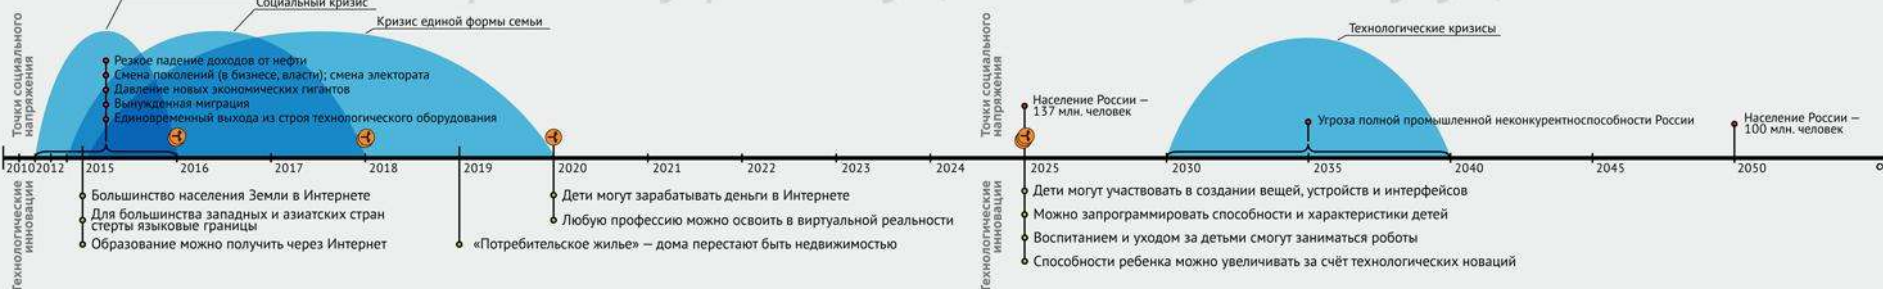 Социальный кризис
Кризис единой формы семьи
Технологические кризисы
Точки социального
напряжения
Резкое падение доходов от нефти
Смена поколений (в бизнесе, власти); смена электората
Давление новых экономических гигантов
Вынужденная миграция
Единовременный выхода из строя технологического оборудования
Точки социального
напряжения
Население России —
137 млн. человек
Угроза полной промышленной неконкурентноспособности России
Население России —
100 млн. человек
2010 2012 2015 2016 2017 2018 2019 2020 2021 2022 2023 2024 2025 2030 2035 2040 2045 2050
Технологические
инновации
Большинство населения Земли в Интернете
Для большинства западных и азиатских стран
стерты языковые границы
Образование можно получить через Интернет
«Потребительское жилье» — дома перестают быть недвижимостью
Дети могут зарабатывать деньги в Интернете
Любую профессию можно освоить в виртуальной реальности
Технологические
инновации
Дети могут участвовать в создании вещей, устройств и интерфейсов
Можно запрограммировать способности и характеристики детей
Воспитанием и уходом за детьми смогут заниматься роботы
Способности ребенка можно увеличивать за счёт технологических новаций